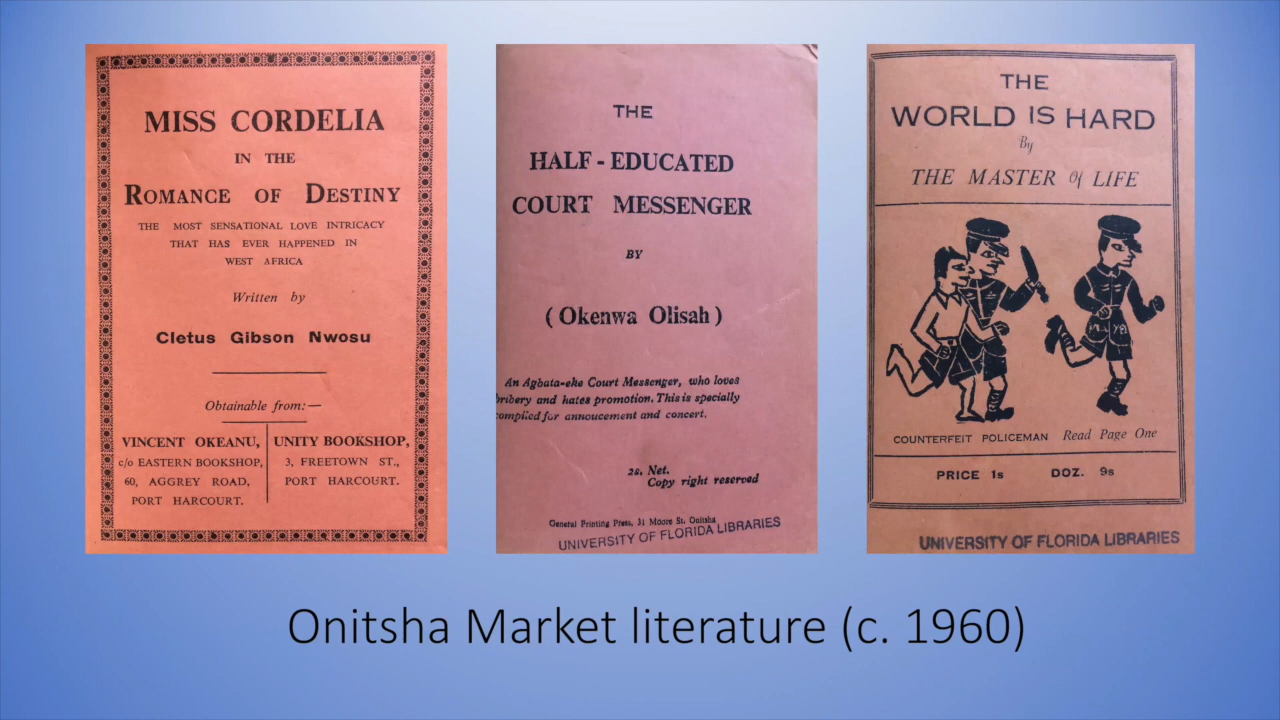 MISS CORDELIA
IN THE
ROMANCE OF DESTINY
THE MOST SENSATIONAL LOVE INTRICACY
THAT HAS EVER HAPPENED IN
WEST AFRICA
Written by
Cletus Gibson Nwosu
Obtainable from:—
VINCENT OKEANU,
c/o EASTERN BOOKSHOP,
60, AGGREY ROAD,
PORT HARCOURT.
UNITY BOOKSHOP,
3, FREETOWN ST.,
PORT HARCOURT.
THE
HALF-EDUCATED
COURT MESSENGER
BY
(Okenwa Olisah)
An Agbata-eke Court Messenger, who loves
bribery and hates promotion. This is specially
compiled for annoucement and concert.
2s. Net.
Copy right reserved
General Printing Press, 31 Moore St. Onitsha
UNIVERSITY OF FLORIDA LIBRARIES
THE
WORLD IS HARD
By
THE MASTER of LIFE
COUNTERFEIT POLICEMAN Read Page One
PRICE 1s DOZ. 9s
UNIVERSITY OF FLORIDA LIBRARIES
Onitsha Market literature (c. 1960)